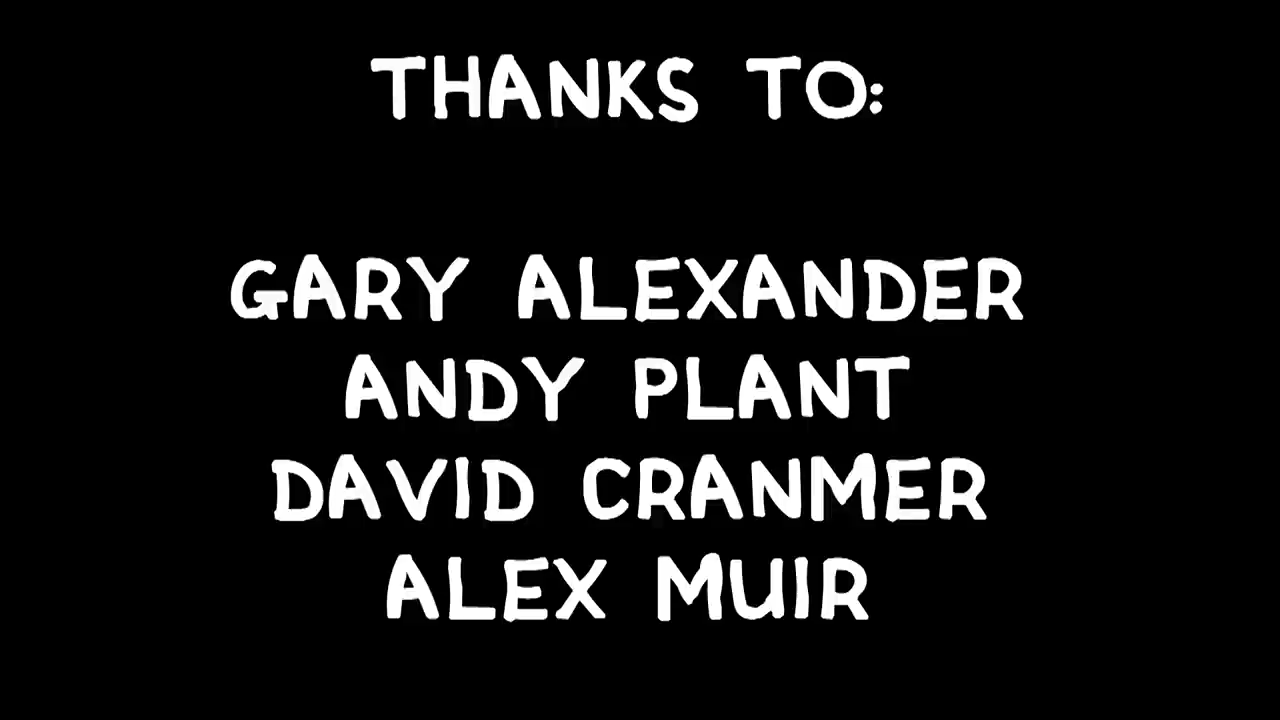 THANKS TO:
GARY ALEXANDER
ANDY PLANT
DAVID CRANMER
ALEX MUIR